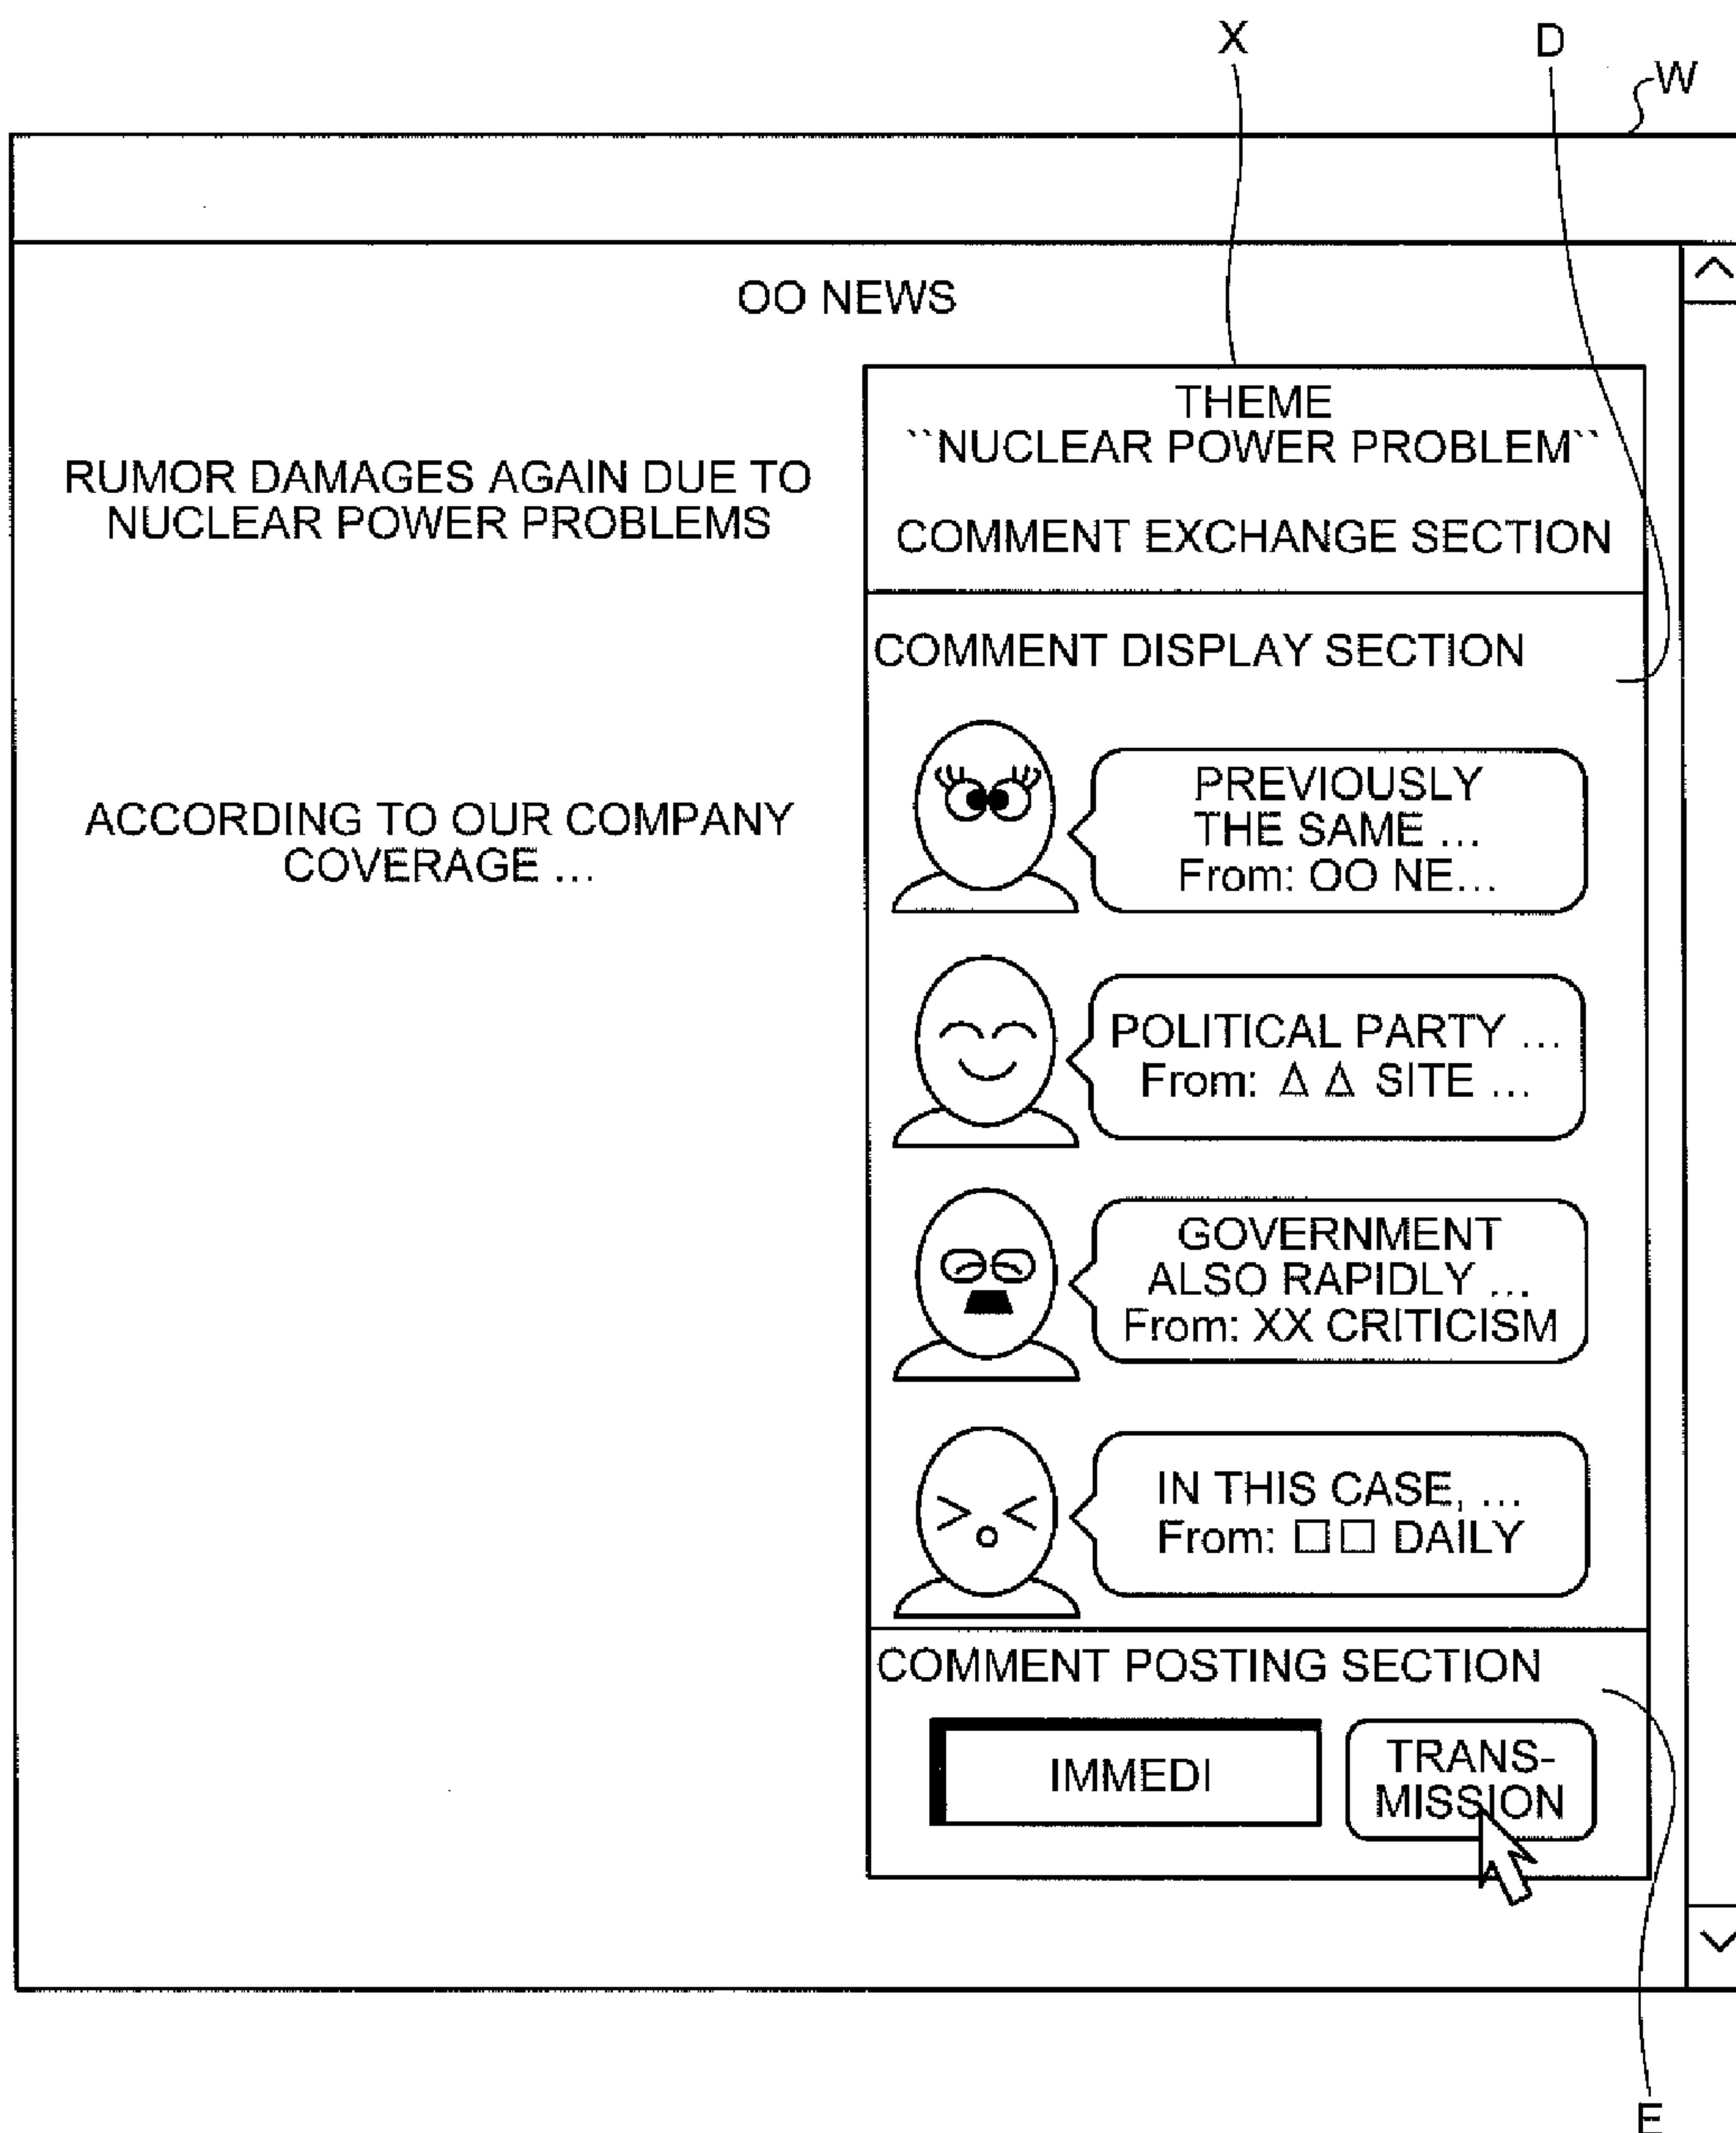 X
D
W
OO NEWS
RUMOR DAMAGES AGAIN DUE TO
NUCLEAR POWER PROBLEMS
ACCORDING TO OUR COMPANY
COVERAGE ...
THEME
``NUCLEAR POWER PROBLEM``
COMMENT EXCHANGE SECTION
COMMENT DISPLAY SECTION
PREVIOUSLY
THE SAME ...
From: OO NE...
POLITICAL PARTY ...
From: Δ Δ SITE ...
GOVERNMENT
ALSO RAPIDLY ...
From: XX CRITICISM
IN THIS CASE, ...
From: □□ DAILY
COMMENT POSTING SECTION
IMMEDI
TRANS-
MISSION
E